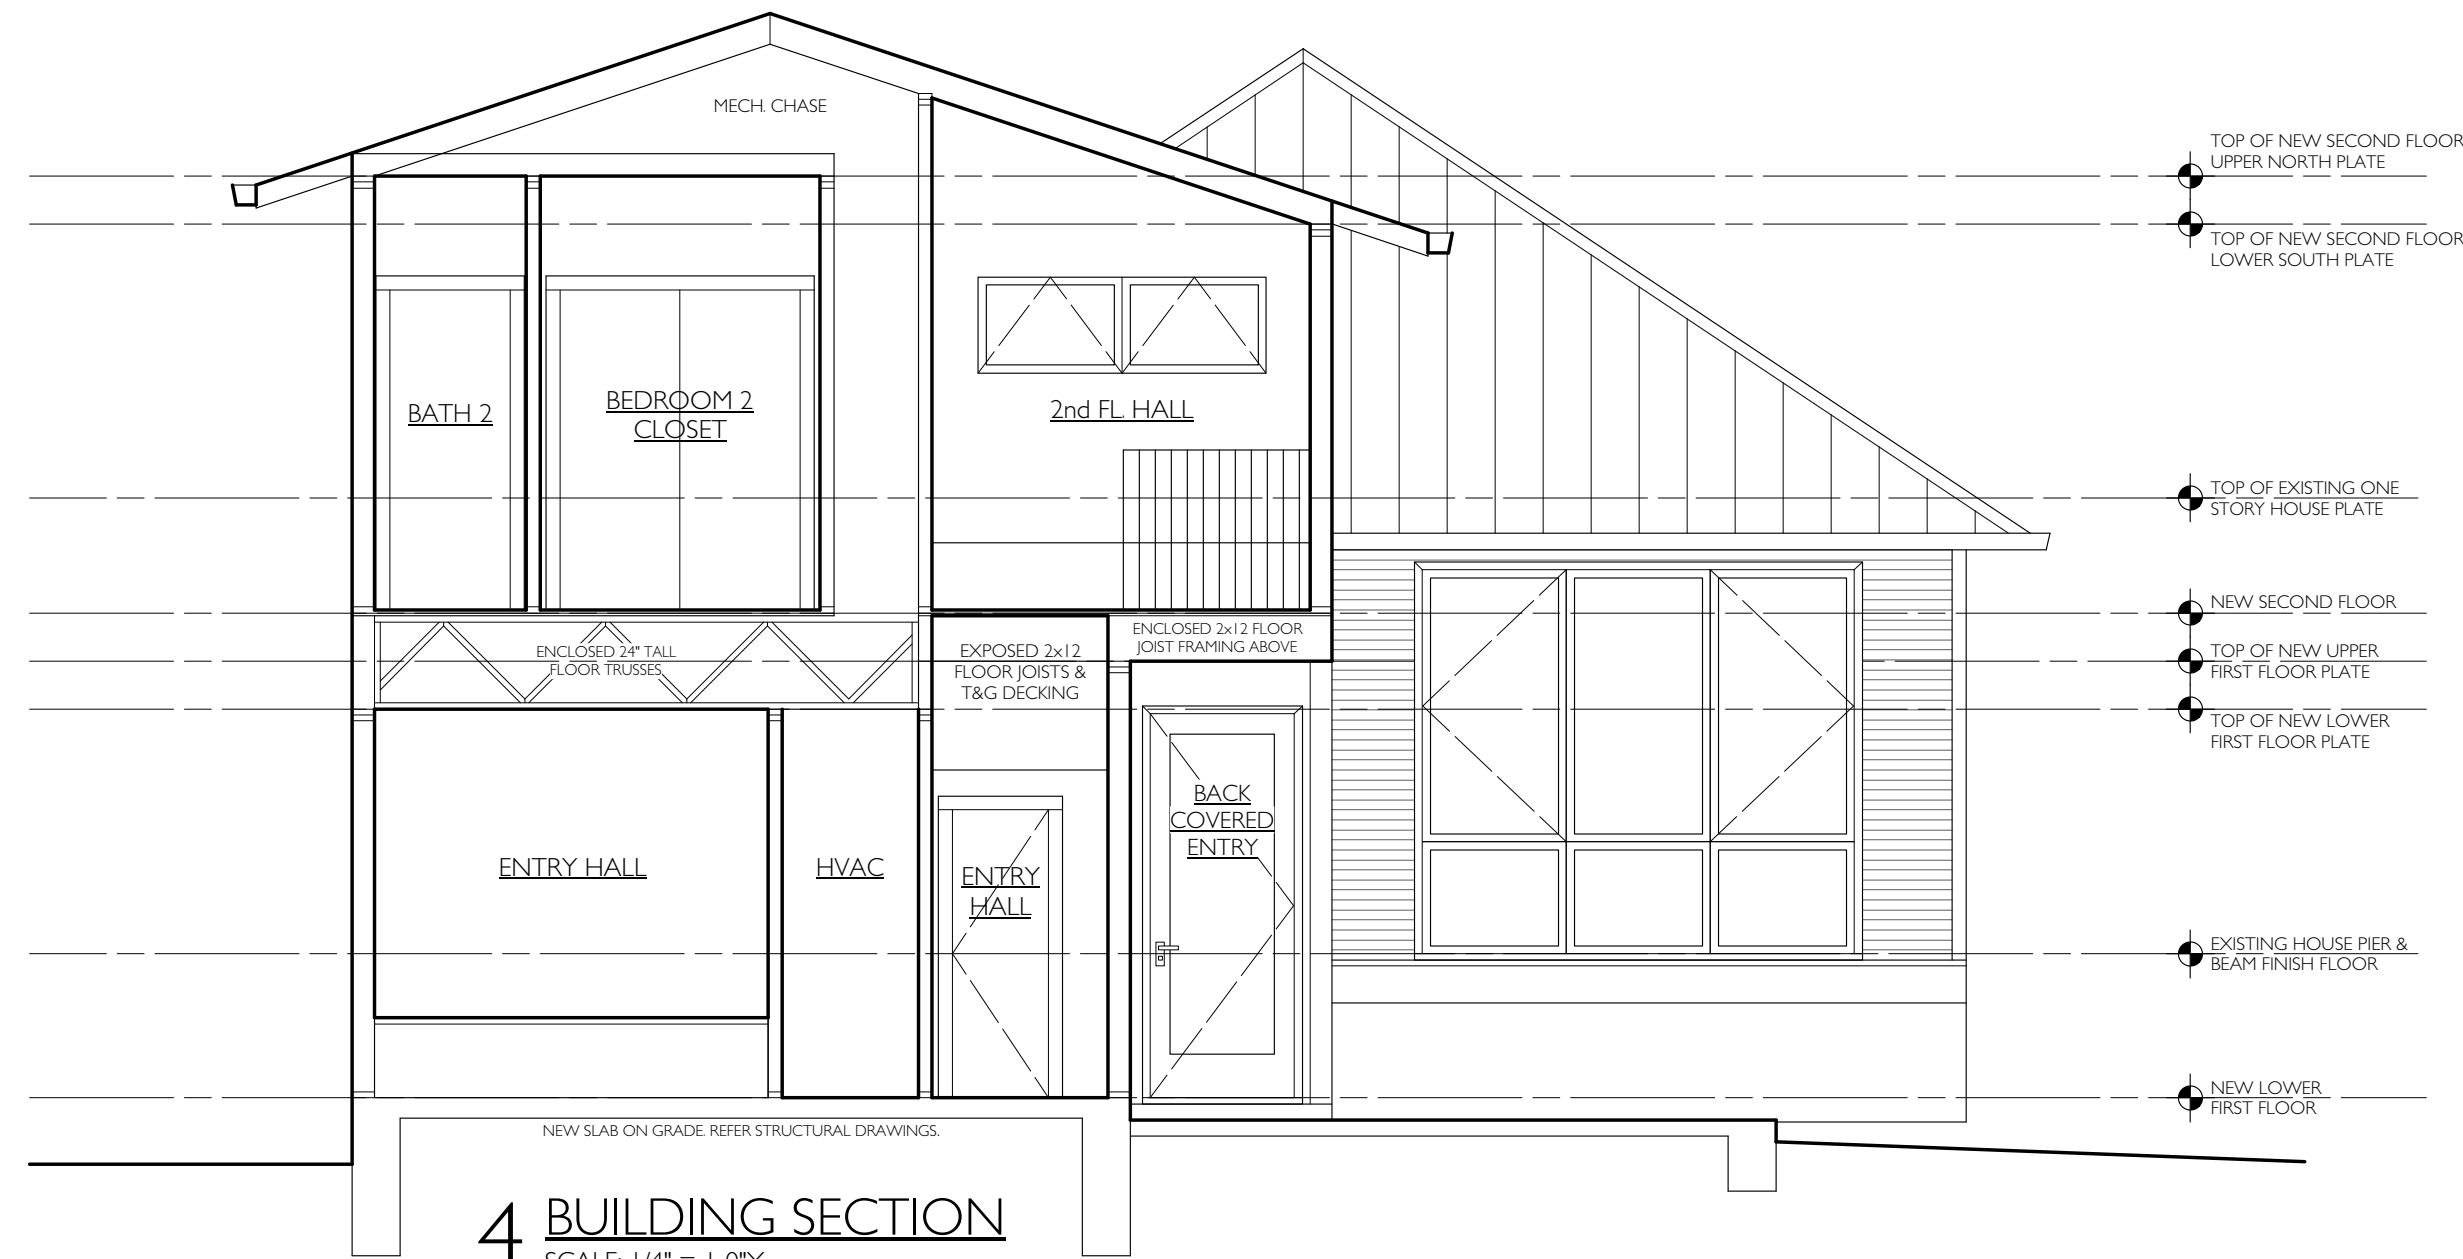 MECH. CHASE
TOP OF NEW SECOND FLOOR
UPPER NORTH PLATE
TOP OF NEW SECOND FLOOR
LOWER SOUTH PLATE
BATH 2
BEDROOM 2
CLOSET
2nd FL. HALL
TOP OF EXISTING ONE
STORY HOUSE PLATE
NEW SECOND FLOOR
ENCLOSED 24" TALL
FLOOR TRUSSES
EXPOSED 2x12
FLOOR JOISTS &
T&G DECKING
ENCLOSED 2x12 FLOOR
JOIST FRAMING ABOVE
TOP OF NEW UPPER
FIRST FLOOR PLATE
TOP OF NEW LOWER
FIRST FLOOR PLATE
ENTRY HALL
HVAC
ENTRY
HALL
BACK
COVERED
ENTRY
EXISTING HOUSE PIER &
BEAM FINISH FLOOR
NEW LOWER
FIRST FLOOR
NEW SLAB ON GRADE. REFER STRUCTURAL DRAWINGS.
4 BUILDING SECTION
SCALE: 1/4" =